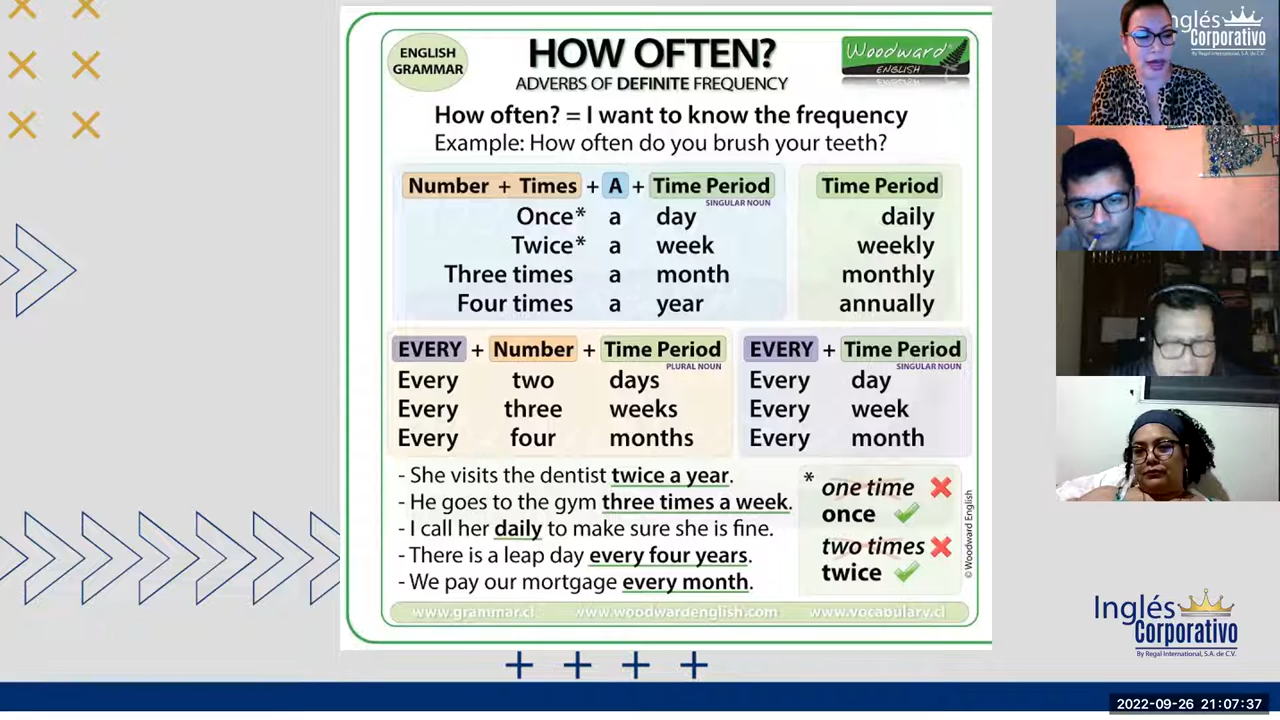 ENGLISH
GRAMMAR
HOW OFTEN?
ADVERBS OF DEFINITE FREQUENCY
Woodward®
ENGLISH
How often? = I want to know the frequency
Example: How often do you brush your teeth?
Number + Times + A + Time Period
SINGULAR NOUN
Once* a day
Twice* a week
Three times a month
Four times a year
Time Period
daily
weekly
monthly
annually
EVERY + Number + Time Period
PLURAL NOUN
Every two days
Every three weeks
Every four months
EVERY + Time Period
SINGULAR NOUN
Every day
Every week
Every month
- She visits the dentist twice a year.
- He goes to the gym three times a week.
- I call her daily to make sure she is fine.
- There is a leap day every four years.
- We pay our mortgage every month.
* one time
once
two times
twice
© Woodward English
www.grammar.cl www.woodwardenglish.com www.vocabulary.cl
nglés
Corporativo
By Regal International, S.A. de C.V.
Inglés
Corporativo
By Regal International, S.A. de C.V.
2022-09-26 21:07:37